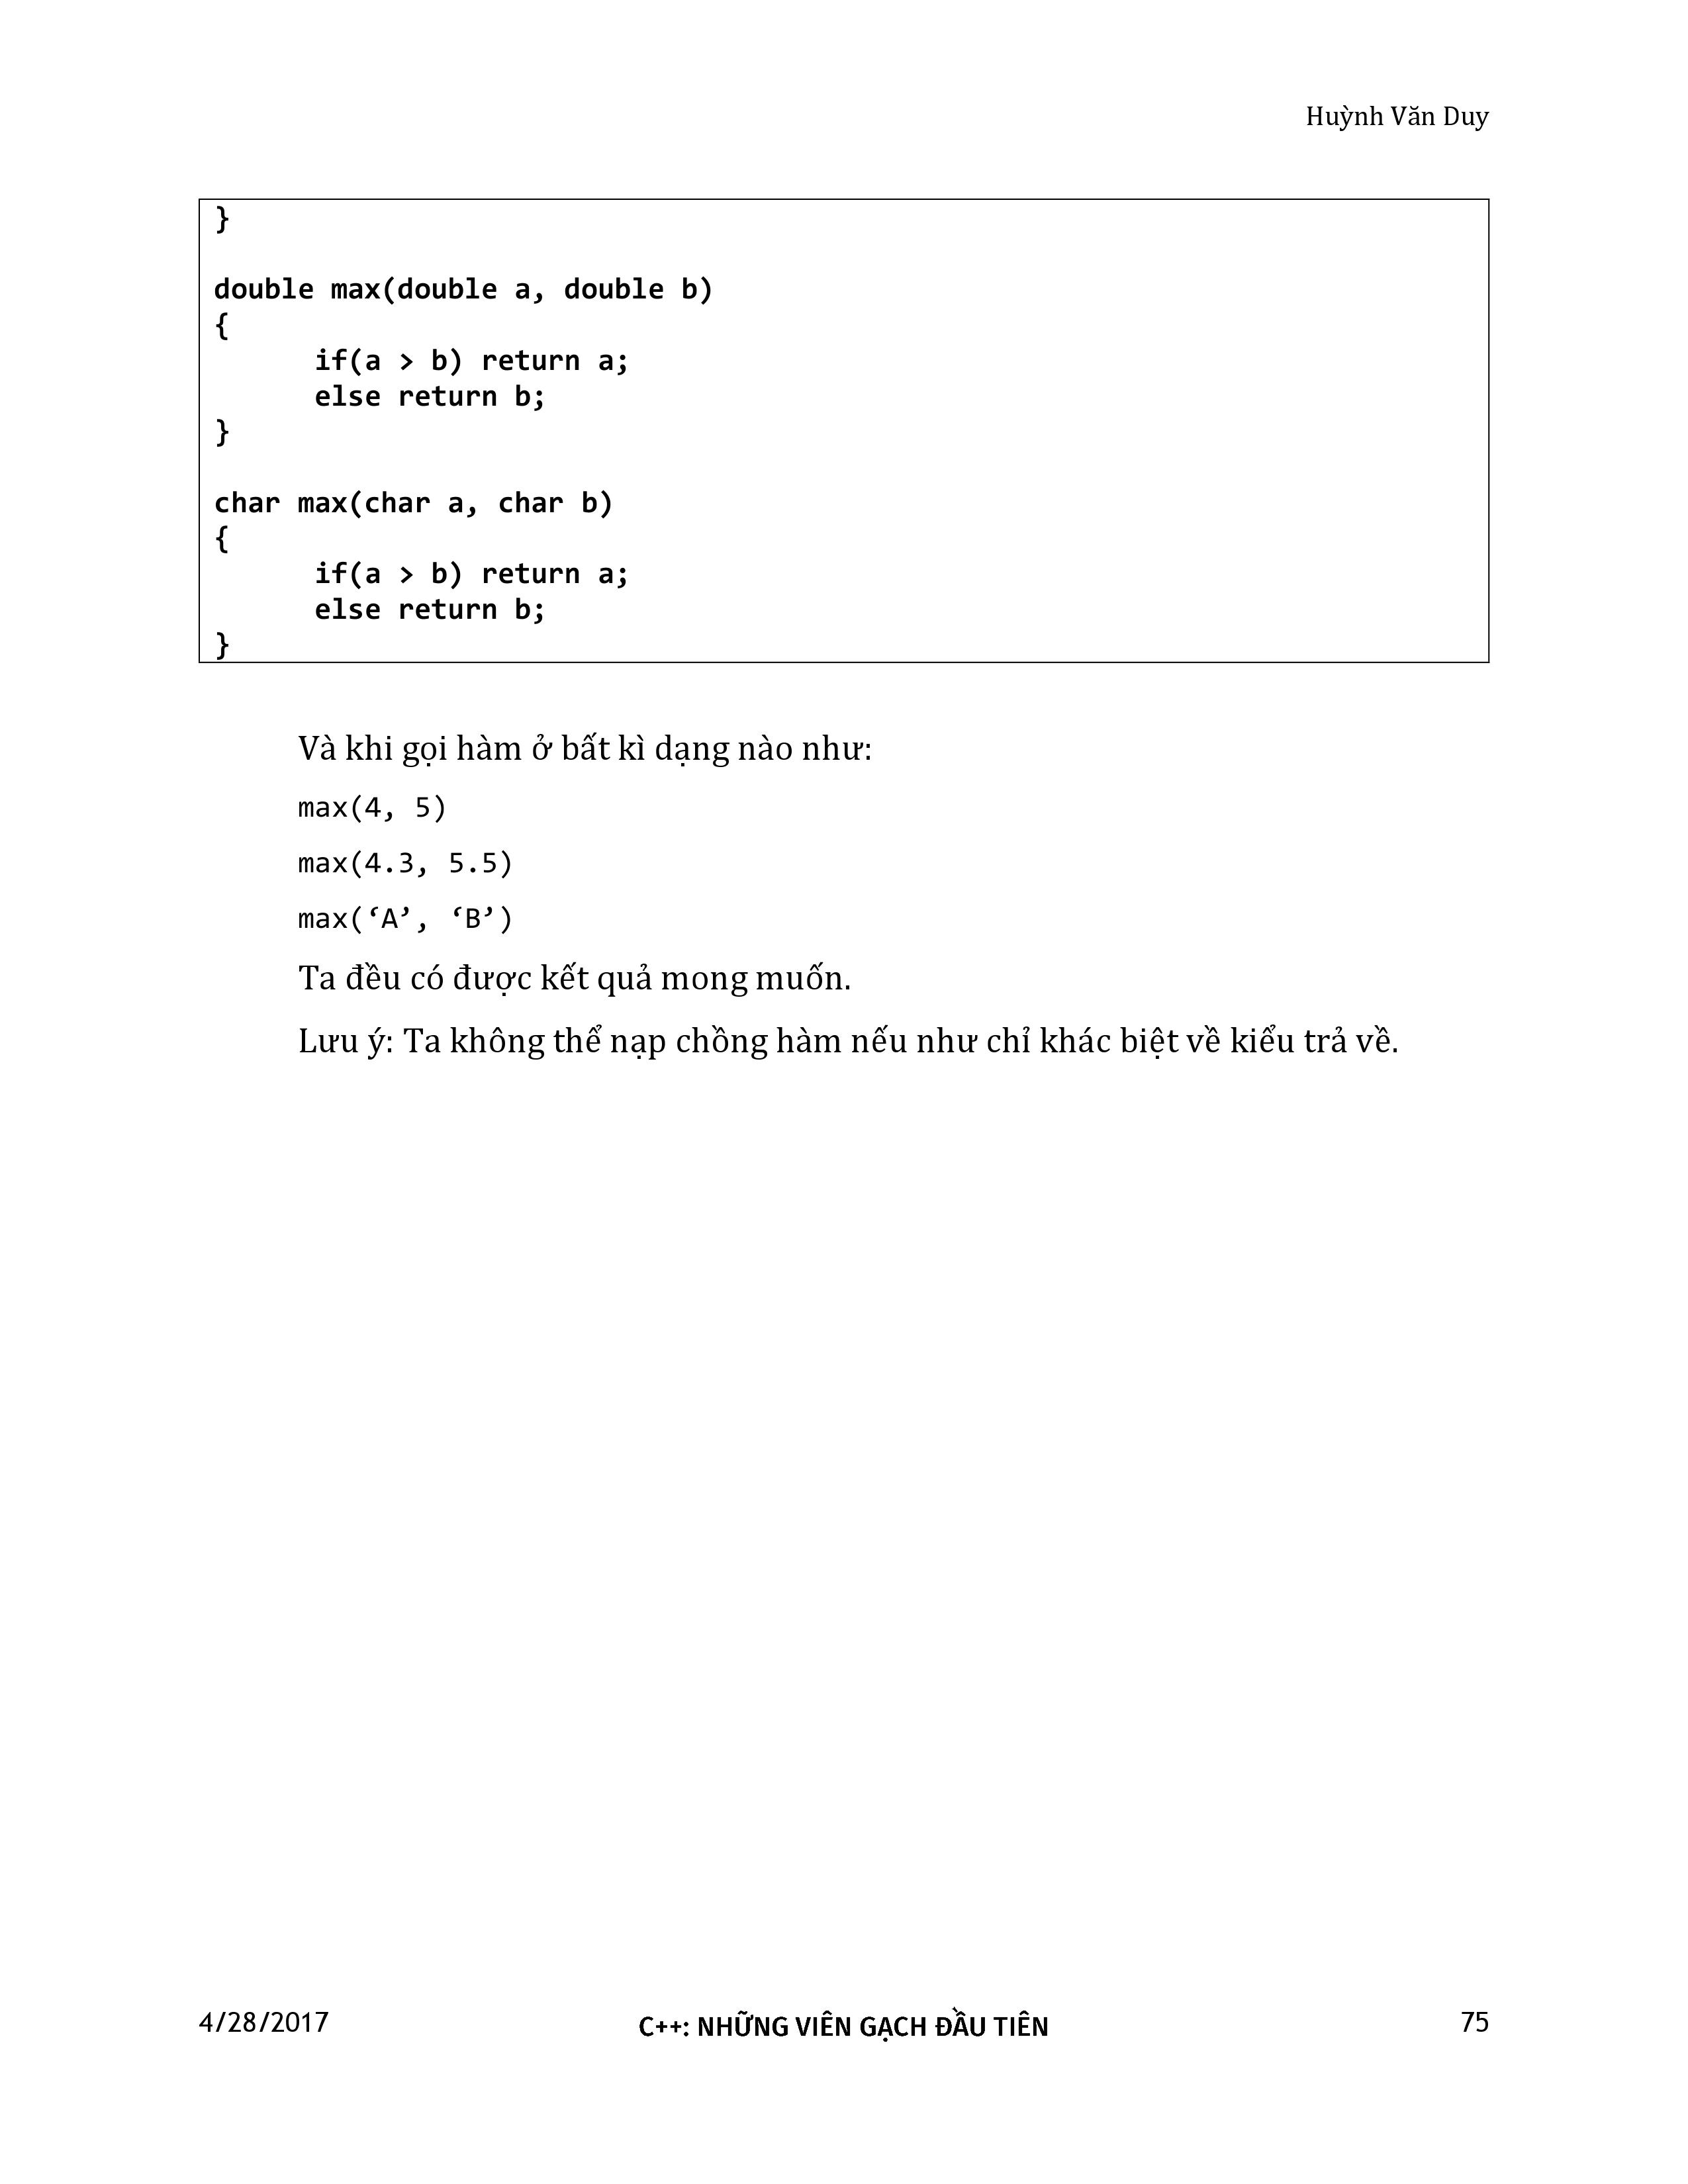 Huỳnh Văn Duy
}
double max(double a, double b)
{
if(a > b) return a;
else return b;
}
char max(char a, char b)
{
if(a > b) return a;
else return b;
}
Và khi gọi hàm ở bất kì dạng nào như:
max(4, 5)
max(4.3, 5.5)
max(‘A’, ‘B’)
Ta đều có được kết quả mong muốn.
Lưu ý: Ta không thể nạp chồng hàm nếu như chỉ khác biệt về kiểu trả về.
4/28/2017 C++: NHỮNG VIÊN GẠCH ĐẦU TIÊN 75